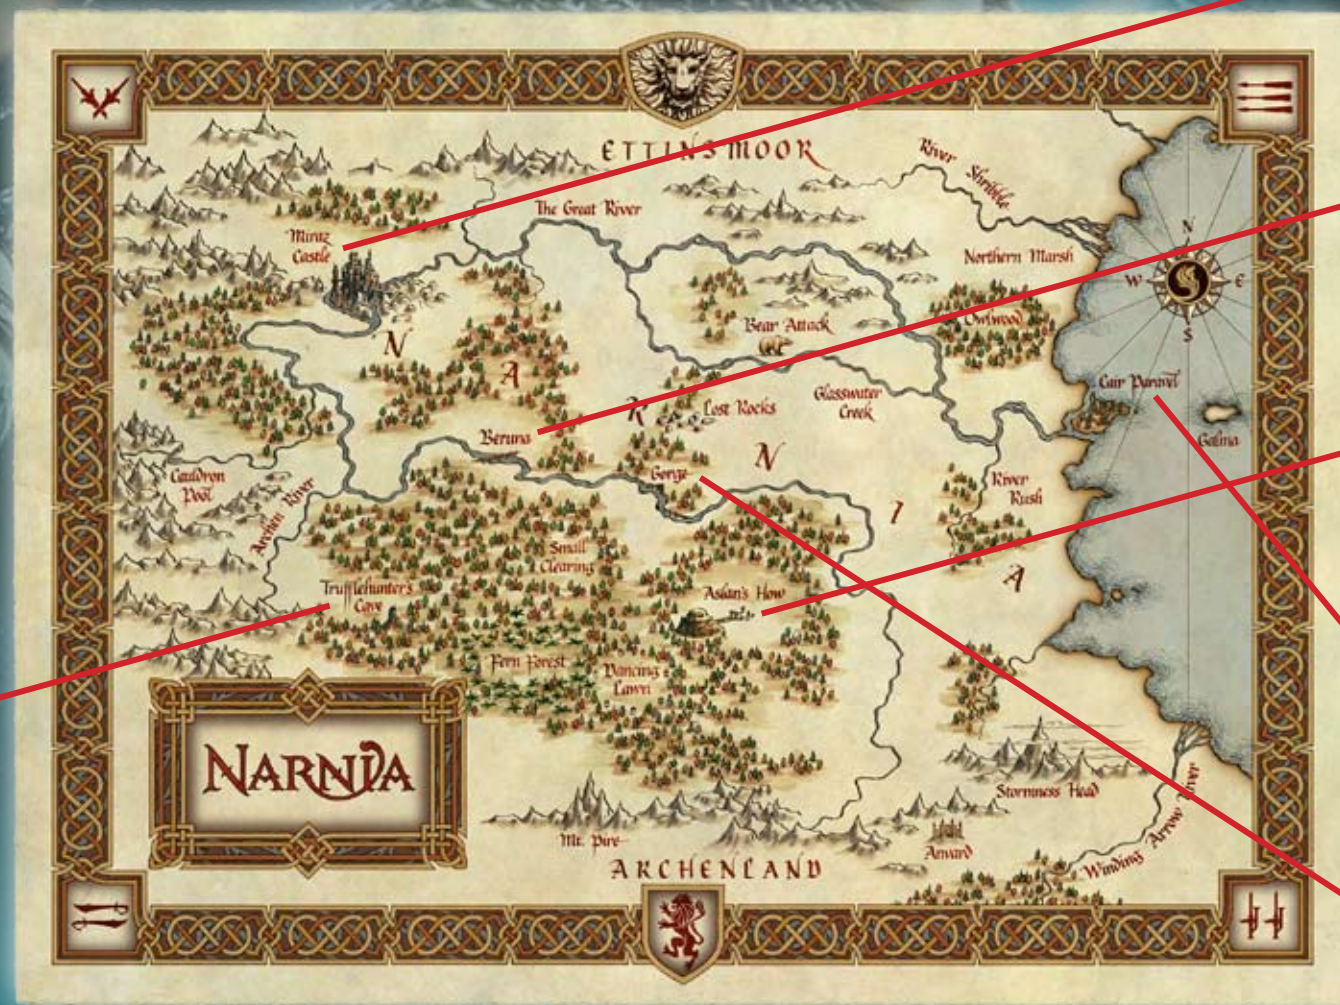 ETTINSMOOR
River
Shribble
The Great River
Miraz
Castle
Northern Marsh
N
W
E
S
Owlwood
Bear Attack
N
A
R
N
I
A
Cair Paravel
Galma
Glasswater
Creek
Lost Rocks
Beruna
Gorge
Cauldron
Pool
River
Rush
Archen River
Small
Clearing
Trufflehunter's
Cave
Aslan's How
Fern Forest
Dancing
Lawn
NARNIA
Stormness Head
Mt. Pire
Anvard
Winding Arrow River
ARCHENLAND